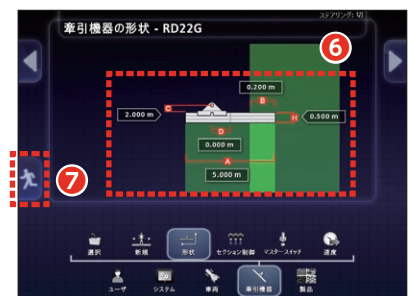 ステアリング: 切
牽引機器の形状 - RD22G
6
0.200 m
B
2.000 m
C
H
0.500 m
D
0.000 m
A
5.000 m
7
選択
新規
形状
セクション制御
マスタースイッチ
速度
ユーザ
システム
車両
牽引機器
製品